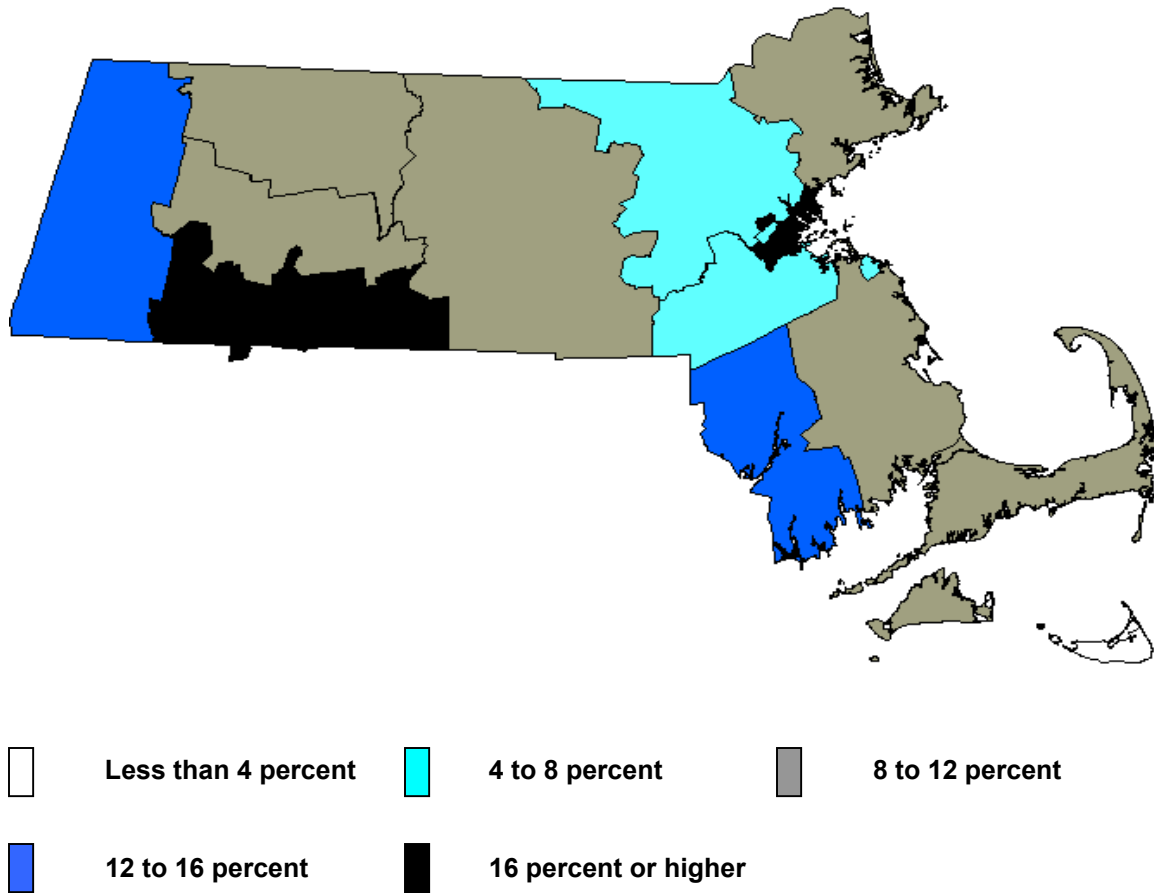 Less than 4 percent
4 to 8 percent
8 to 12 percent
12 to 16 percent
16 percent or higher